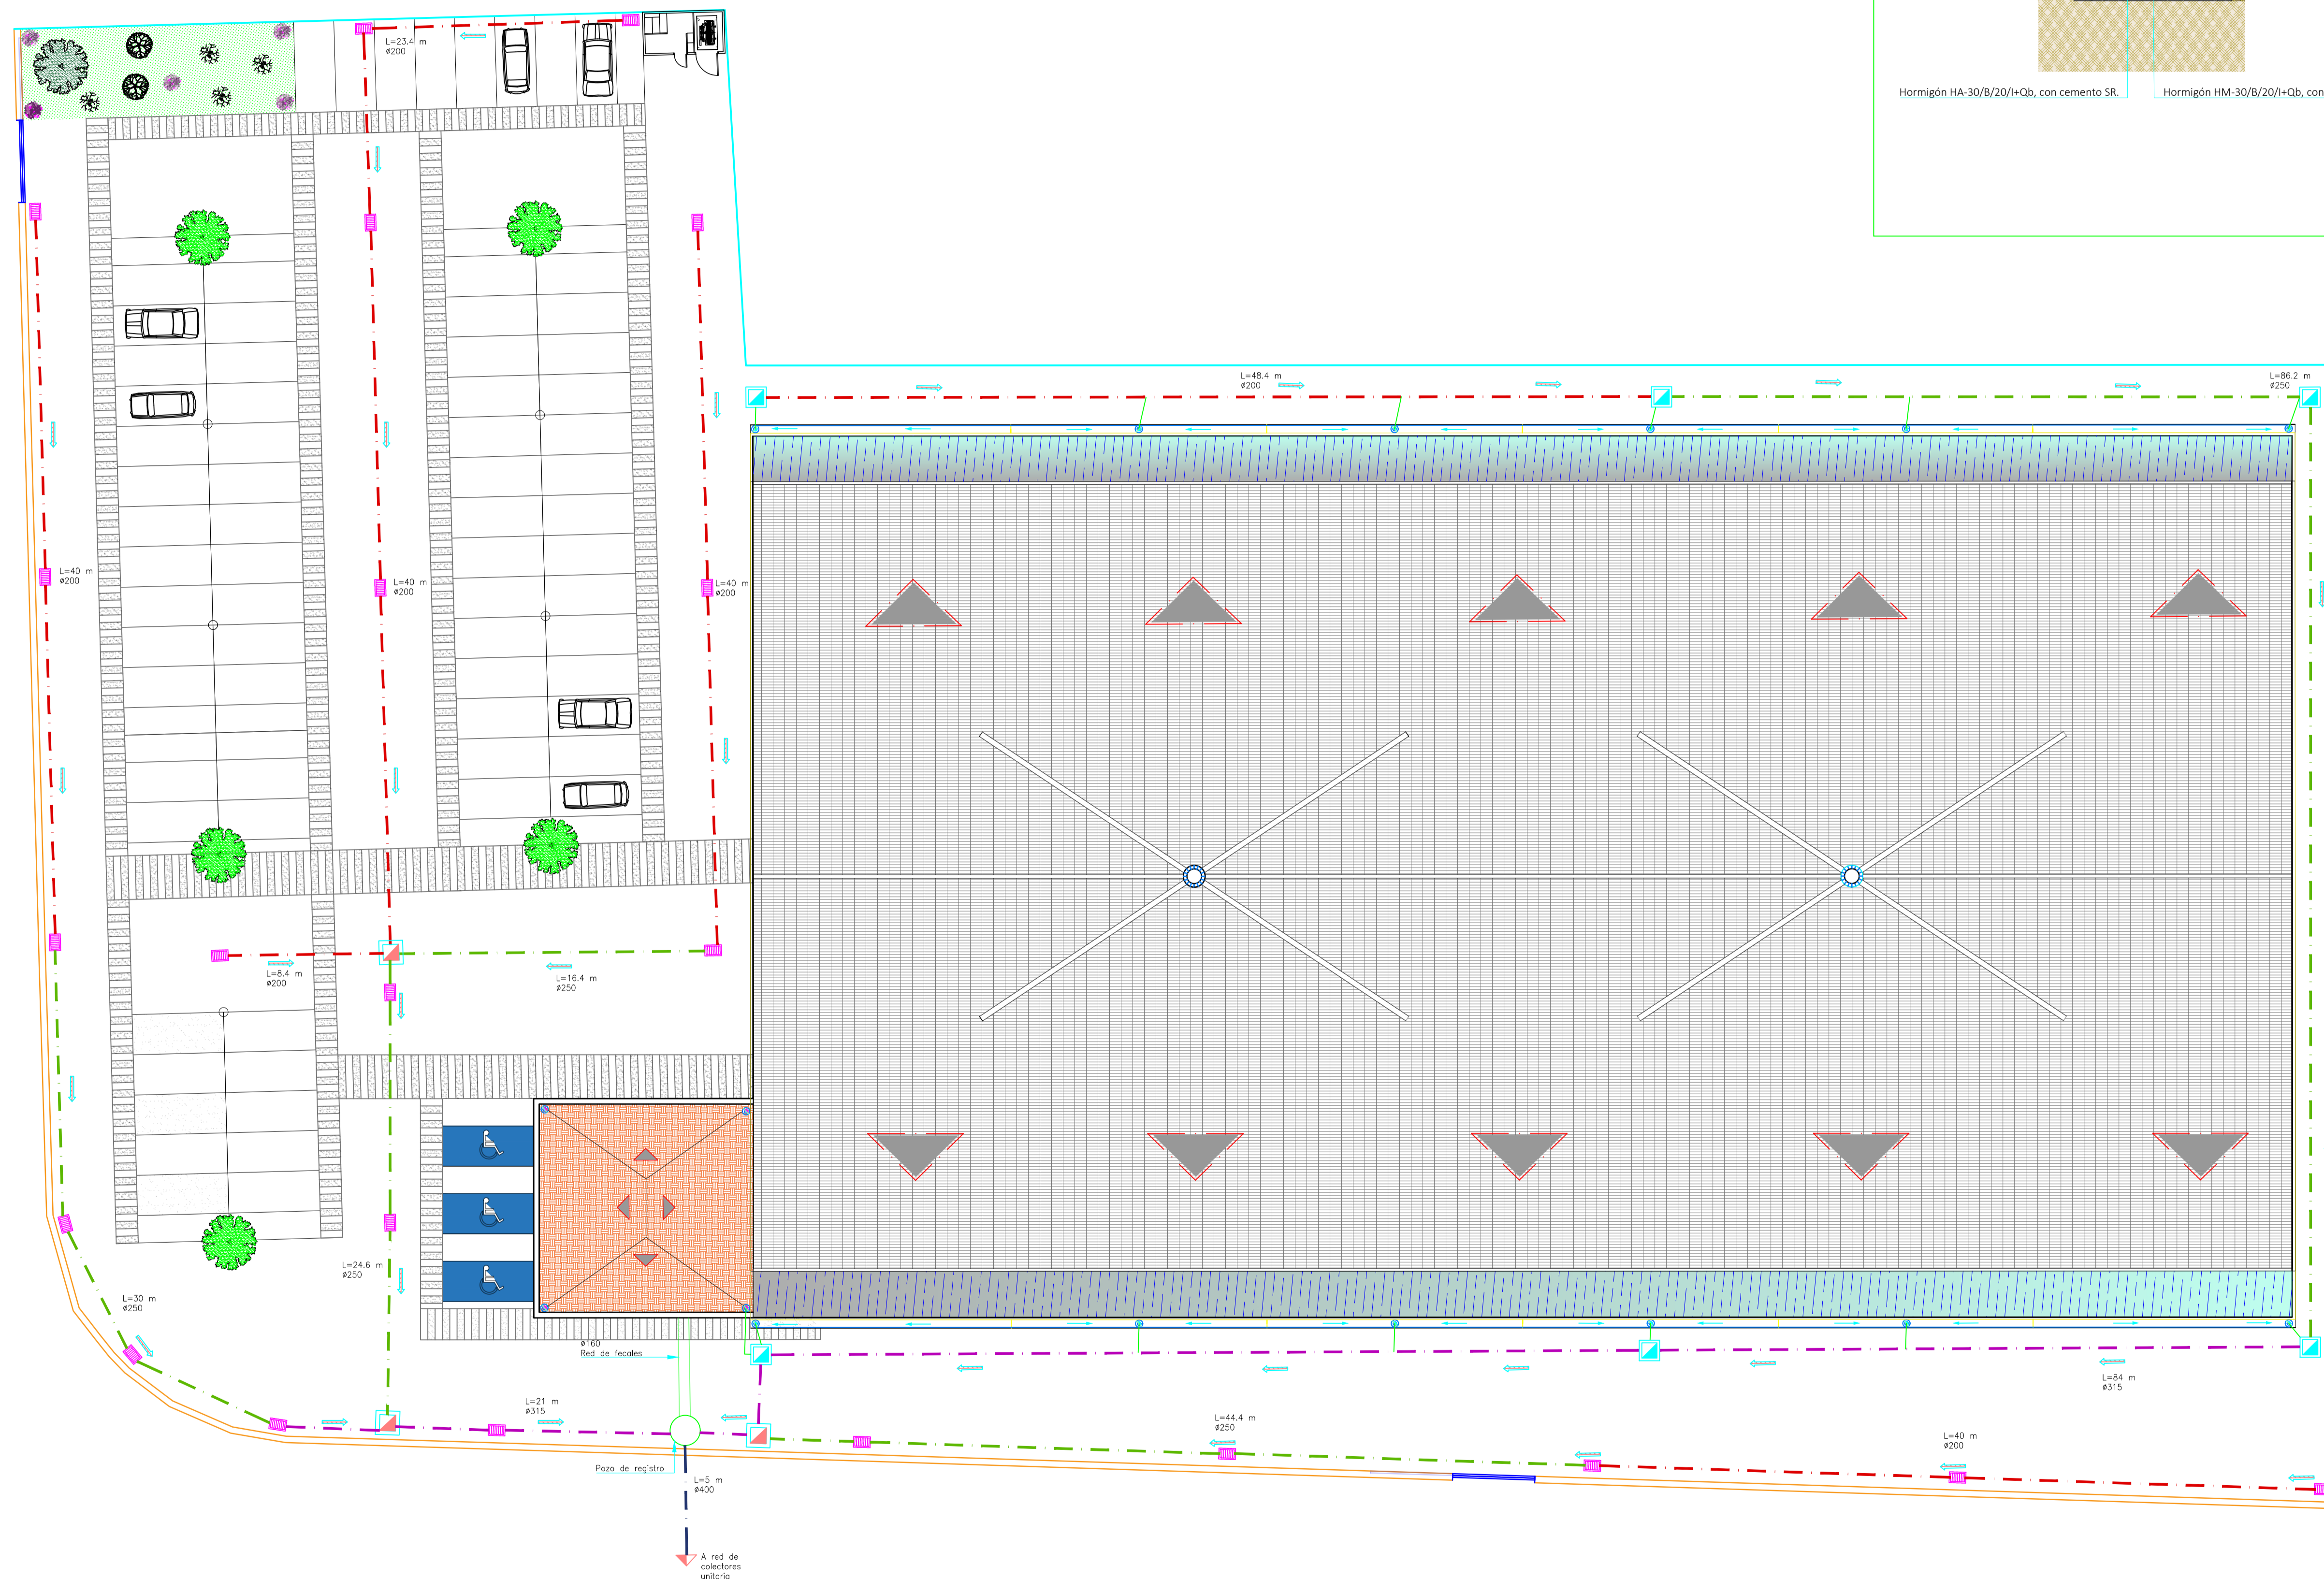 L=23.4 m
ø200
Hormigón HA-30/B/20/I+Qb, con cemento SR.
Hormigón HM-30/B/20/I+Qb, con
L=48.4 m
ø200
L=86.2 m
ø250
L=40 m
ø200
L=40 m
ø200
L=40 m
ø200
L=8.4 m
ø200
L=16.4 m
ø250
L=24.6 m
ø250
L=30 m
ø250
ø160
Red de fecales
L=84 m
ø315
L=21 m
ø315
L=44.4 m
ø250
L=40 m
ø200
Pozo de registro
L=5 m
ø400
A red de
colectores
unitaria